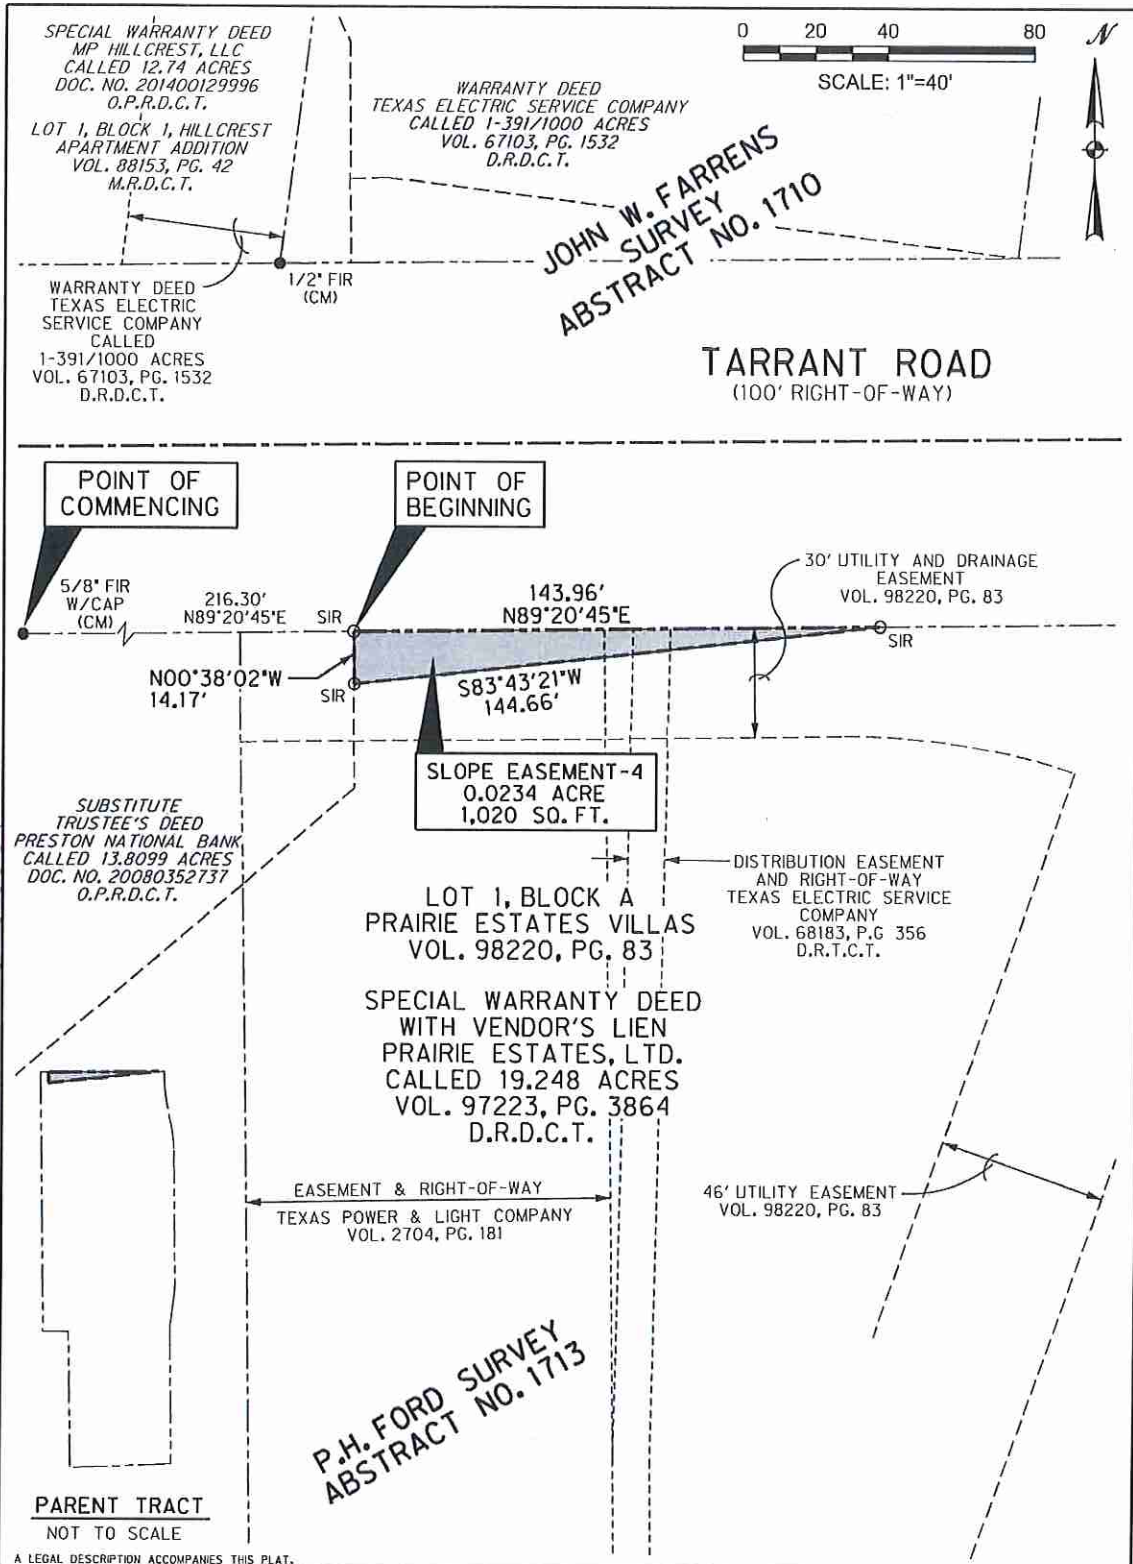 SPECIAL WARRANTY DEED
MP HILLCREST, LLC
CALLED 12.74 ACRES
DOC. NO. 201400129996
O.P.R.D.C.T.
LOT 1, BLOCK 1, HILLCREST
APARTMENT ADDITION
VOL. 88153, PG. 42
M.R.D.C.T.
WARRANTY DEED
TEXAS ELECTRIC SERVICE COMPANY
CALLED 1-391/1000 ACRES
VOL. 67103, PG. 1532
D.R.D.C.T.
0 20 40 80
SCALE: 1"=40'
N
JOHN W. FARRENS
SURVEY
ABSTRACT NO. 1710
1/2" FIR
(CM)
WARRANTY DEED
TEXAS ELECTRIC
SERVICE COMPANY
CALLED
1-391/1000 ACRES
VOL. 67103, PG. 1532
D.R.D.C.T.
TARRANT ROAD
(100' RIGHT-OF-WAY)
POINT OF
COMMENCING
POINT OF
BEGINNING
5/8" FIR
W/CAP
(CM)
216.30'
N89°20'45"E
SIR
143.96'
N89°20'45"E
30' UTILITY AND DRAINAGE
EASEMENT
VOL. 98220, PG. 83
SIR
N00°38'02"W
14.17'
SIR
S83°43'21"W
144.66'
SLOPE EASEMENT-4
0.0234 ACRE
1,020 SQ. FT.
SUBSTITUTE
TRUSTEE'S DEED
PRESTON NATIONAL BANK
CALLED 13.8099 ACRES
DOC. NO. 20080352737
O.P.R.D.C.T.
DISTRIBUTION EASEMENT
AND RIGHT-OF-WAY
TEXAS ELECTRIC SERVICE
COMPANY
VOL. 68183, P.G 356
D.R.T.C.T.
LOT 1, BLOCK A
PRAIRIE ESTATES VILLAS
VOL. 98220, PG. 83
SPECIAL WARRANTY DEED
WITH VENDOR'S LIEN
PRAIRIE ESTATES, LTD.
CALLED 19.248 ACRES
VOL. 97223, PG. 3864
D.R.D.C.T.
EASEMENT & RIGHT-OF-WAY
TEXAS POWER & LIGHT COMPANY
VOL. 2704, PG. 181
46' UTILITY EASEMENT
VOL. 98220, PG. 83
P.H. FORD SURVEY
ABSTRACT NO. 1713
PARENT TRACT
NOT TO SCALE
A LEGAL DESCRIPTION ACCOMPANIES THIS PLAT.